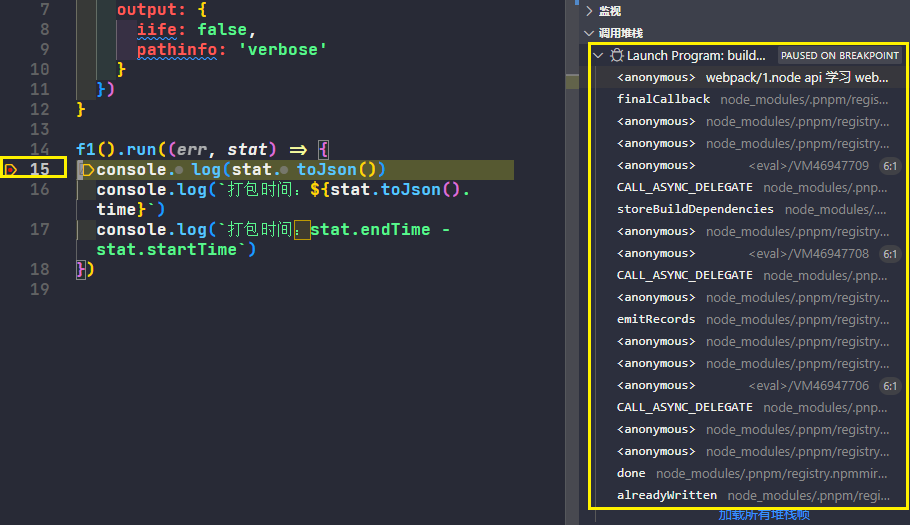 7 output: {
8 iife: false,
9 pathinfo: 'verbose'
10 }
11 })
12 }
13
14 f1().run((err, stat) => {
15 console. log(stat. toJson())
16 console.log(`打包时间: ${stat.toJson().
time}`)
17 console.log(`打包时间：stat.endTime -
stat.startTime`)
18 })
19
监视
调用堆栈
Launch Program: build... PAUSED ON BREAKPOINT
<anonymous> webpack/1.node api 学习 web...
finalCallback node_modules/.pnpm/regis...
<anonymous> node_modules/.pnpm/registry...
<anonymous> node_modules/.pnpm/registry...
<anonymous> <eval>/VM46947709 6:1
CALL_ASYNC_DELEGATE node_modules/.pnp...
storeBuildDependencies node_modules/....
<anonymous> node_modules/.pnpm/registry...
<anonymous> <eval>/VM46947708 6:1
CALL_ASYNC_DELEGATE node_modules/.pnp...
<anonymous> node_modules/.pnpm/registry...
emitRecords node_modules/.pnpm/registry...
<anonymous> node_modules/.pnpm/registry...
<anonymous> node_modules/.pnpm/registry...
<anonymous> <eval>/VM46947706 6:1
CALL_ASYNC_DELEGATE node_modules/.pnp...
<anonymous> node_modules/.pnpm/registry...
<anonymous> node_modules/.pnpm/registry...
done node_modules/.pnpm/registry.npmmir...
alreadyWritten node_modules/.pnpm/regi...
加载所有堆栈帧